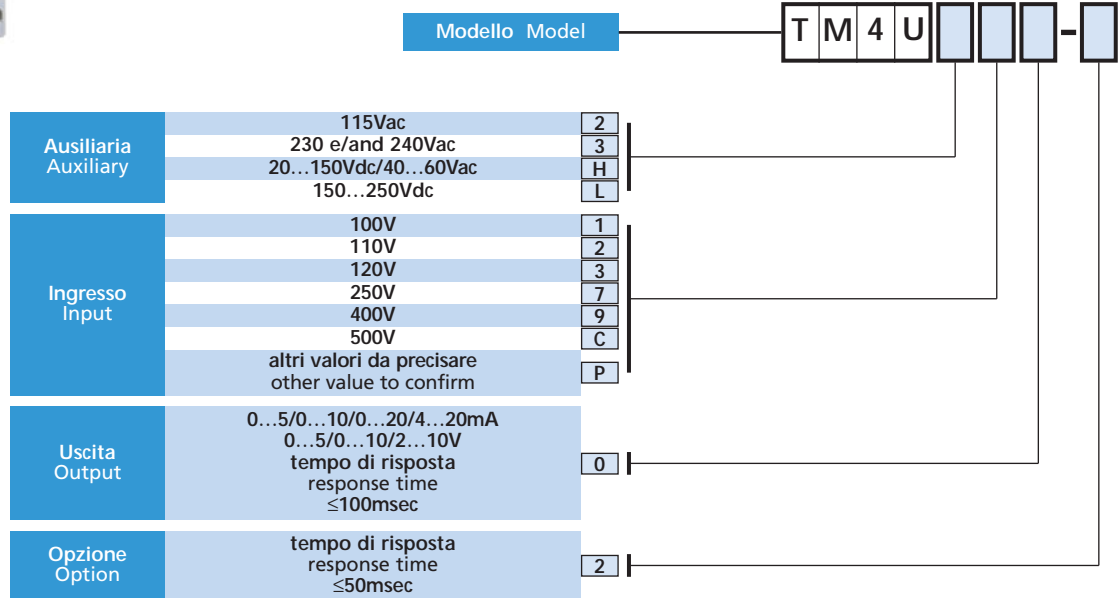 Modello Model
T M 4 U -
Ausiliaria
Auxiliary
115Vac 2
230 e/and 240Vac 3
20...150Vdc/40...60Vac H
150...250Vdc L
Ingresso
Input
100V 1
110V 2
120V 3
250V 7
400V 9
500V C
altri valori da precisare
other value to confirm
P
Uscita
Output
0...5/0...10/0...20/4...20mA
0...5/0...10/2...10V
tempo di risposta
response time
≤100msec
0
Opzione
Option
tempo di risposta
response time
≤50msec
2